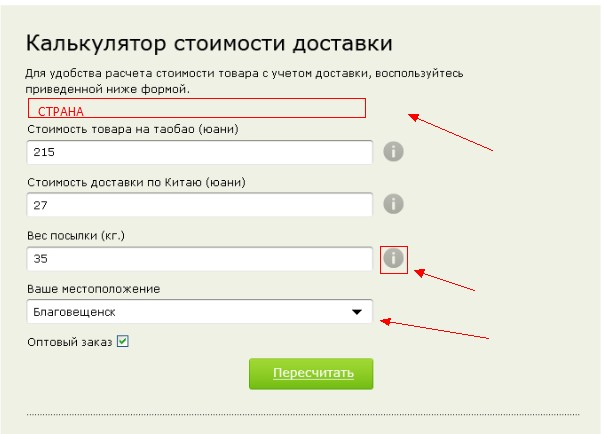 Калькулятор стоимости доставки
Для удобства расчета стоимости товара с учетом доставки, воспользуйтесь
приведенной ниже формой.
СТРАНА
Стоимость товара на таобао (юани)
215
i
Стоимость доставки по Китаю (юани)
27
i
Вес посылки (кг.)
35
i
Ваше местоположение
Благовещенск
Оптовый заказ
Пересчитать